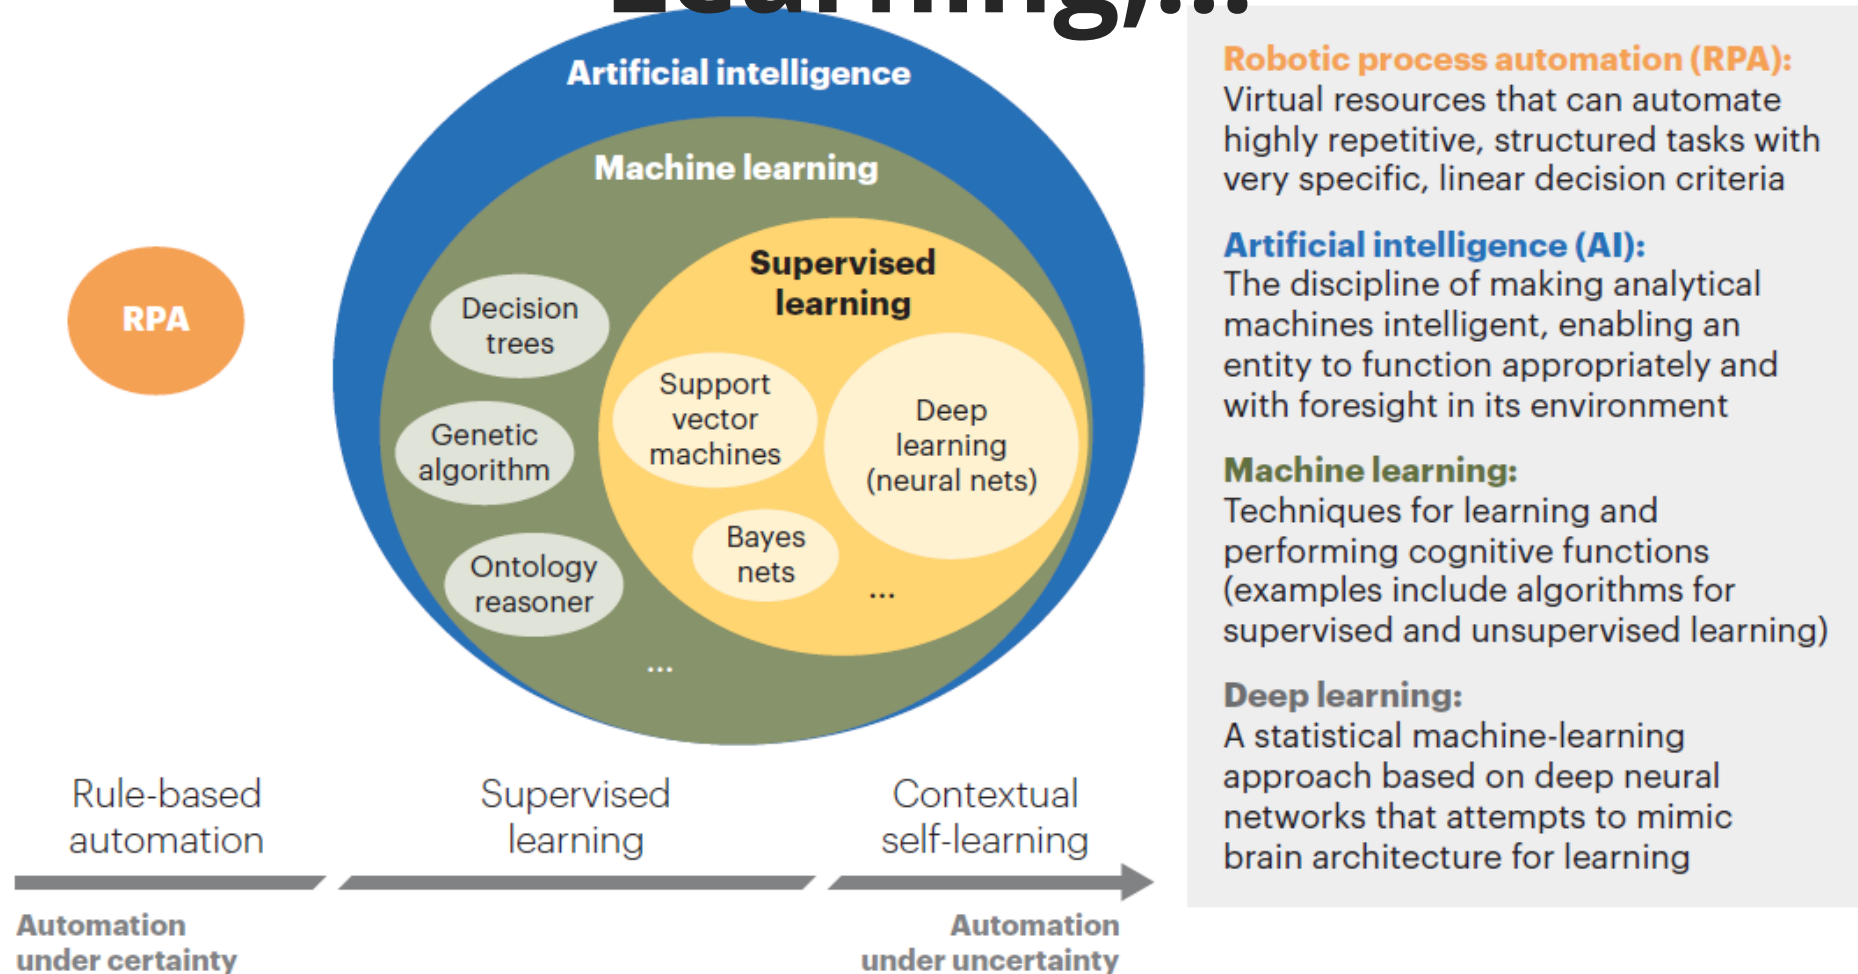 Learning,...
Artificial intelligence
Machine learning
Supervised
learning
Decision
trees
Genetic
algorithm
Ontology
reasoner
...
Support
vector
machines
Deep
learning
(neural nets)
Bayes
nets
...
RPA
Rule-based
automation
Supervised
learning
Contextual
self-learning
Automation
under certainty
Automation
under uncertainty
Robotic process automation (RPA):
Virtual resources that can automate
highly repetitive, structured tasks with
very specific, linear decision criteria
Artificial intelligence (AI):
The discipline of making analytical
machines intelligent, enabling an
entity to function appropriately and
with foresight in its environment
Machine learning:
Techniques for learning and
performing cognitive functions
(examples include algorithms for
supervised and unsupervised learning)
Deep learning:
A statistical machine-learning
approach based on deep neural
networks that attempts to mimic
brain architecture for learning